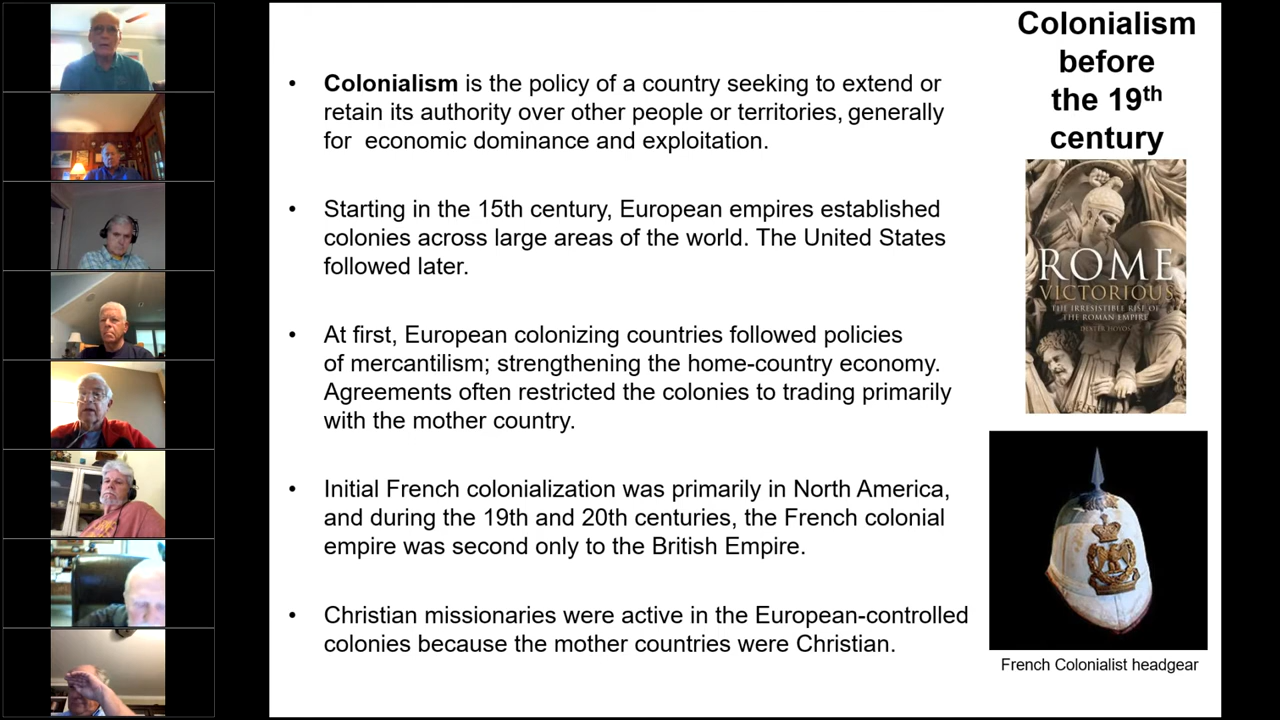 Colonialism
before
the 19th
century
• Colonialism is the policy of a country seeking to extend or
retain its authority over other people or territories, generally
for economic dominance and exploitation.
• Starting in the 15th century, European empires established
colonies across large areas of the world. The United States
followed later.
• At first, European colonizing countries followed policies
of mercantilism; strengthening the home-country economy.
Agreements often restricted the colonies to trading primarily
with the mother country.
• Initial French colonialization was primarily in North America,
and during the 19th and 20th centuries, the French colonial
empire was second only to the British Empire.
• Christian missionaries were active in the European-controlled
colonies because the mother countries were Christian.
ROME
VICTORIOUS
THE IRRESISTIBLE RISE OF
THE ROMAN EMPIRE
DEXTER HOYOS
French Colonialist headgear